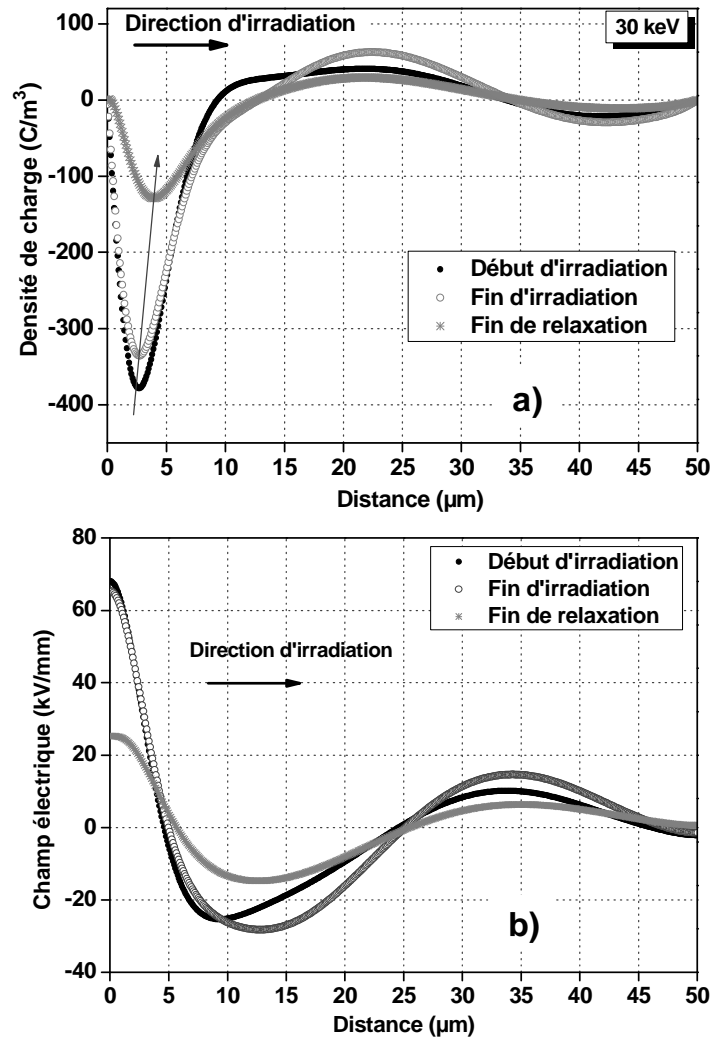 Direction d'irradiation
30 keV
100
0
-100
-200
-300
-400
Densité de charge (C/m³)
Début d'irradiation
Fin d'irradiation
Fin de relaxation
a)
0 5 10 15 20 25 30 35 40 45 50
Distance (µm)
80
60
40
20
0
-20
-40
Champ électrique (kV/mm)
Début d'irradiation
Fin d'irradiation
Fin de relaxation
Direction d'irradiation
b)
0 5 10 15 20 25 30 35 40 45 50
Distance (µm)